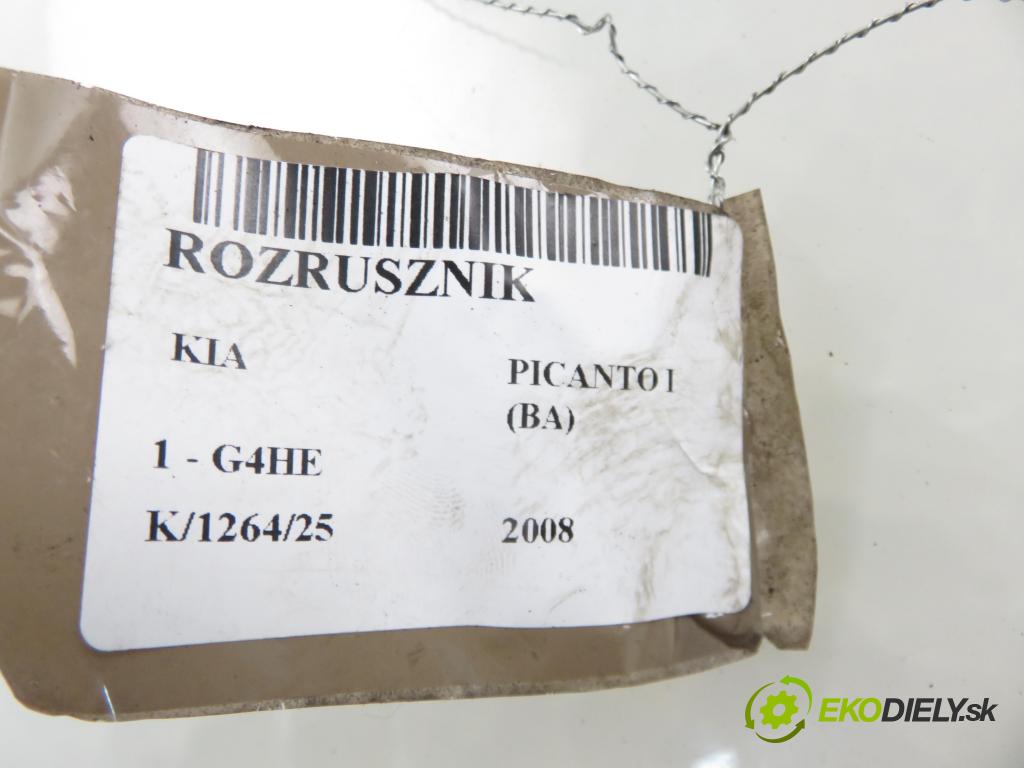 ROZRUSZNIK
KIA
PICANTO I
(BA)
1 - G4HE
K/1264/25
2008
EKODIELY.sk